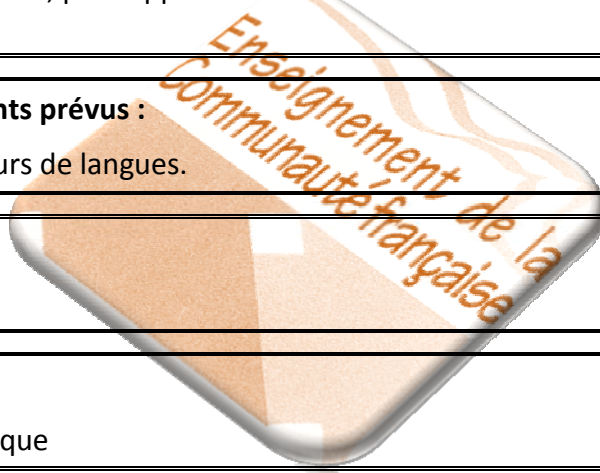 nts prévus :
urs de langues.
Enseignement de la
Communauté française
que